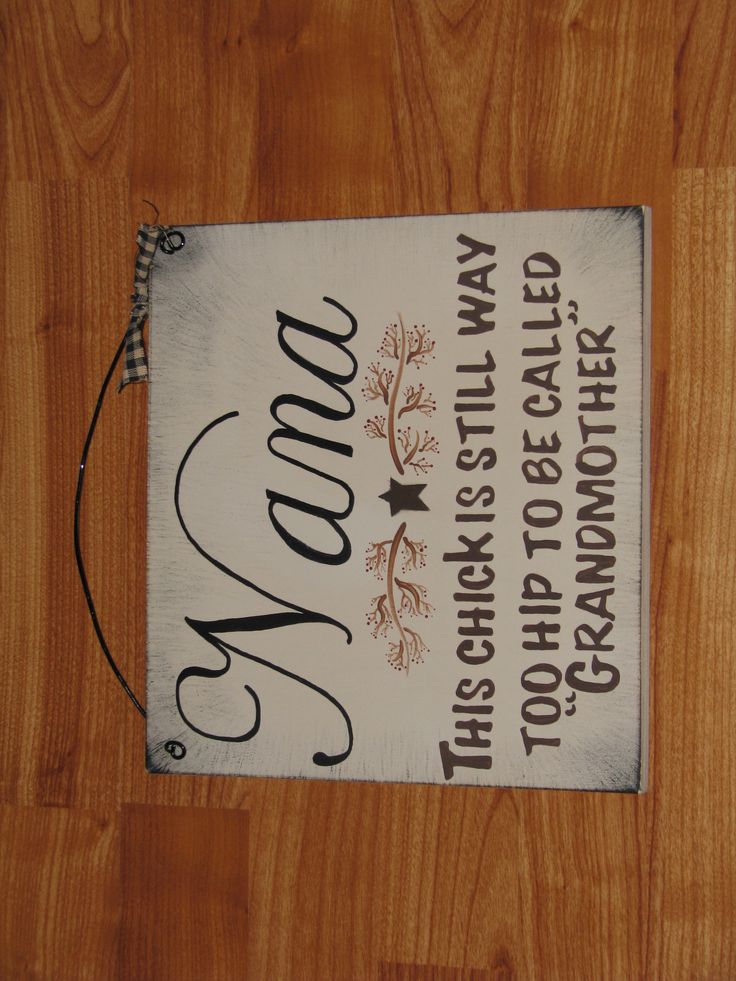 Nana
THIS CHICK IS STILL WAY
TOO HIP TO BE CALLED
"GRANDMOTHER"